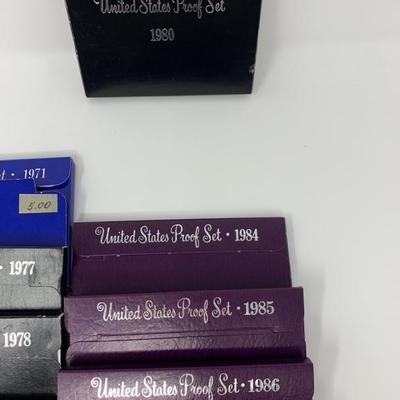 United States Proof Set
1980
• 1971
5.00
1977
1978
United States Proof Set • 1984
United States Proof Set • 1985
United States Proof Set • 1986